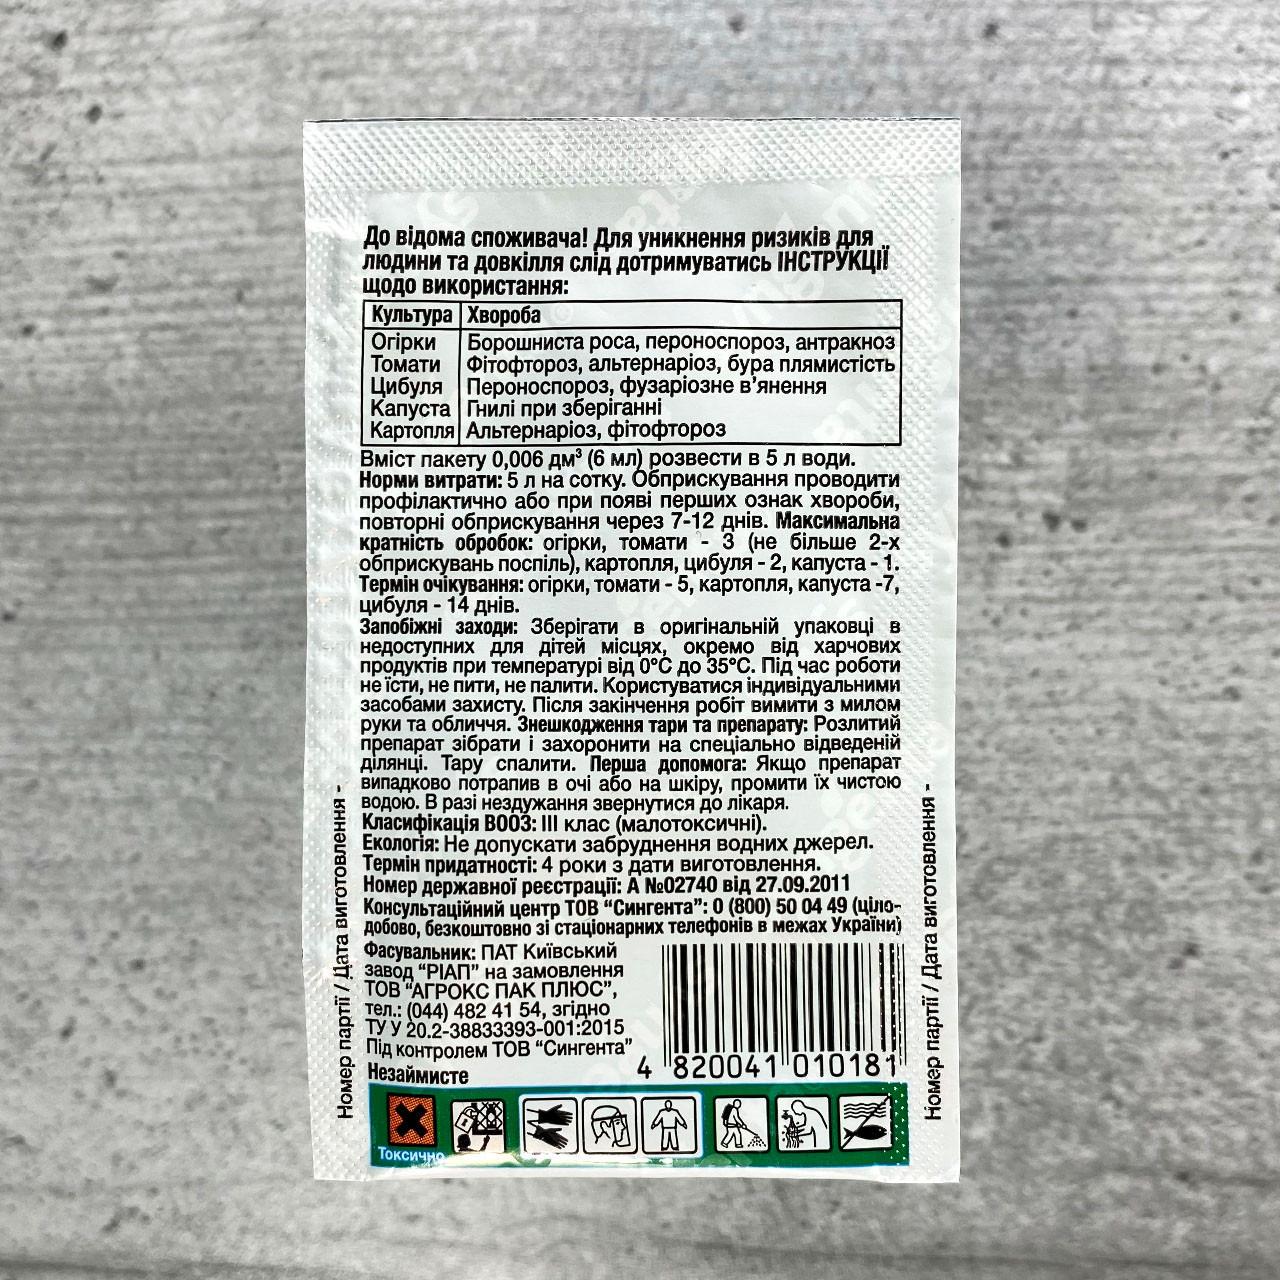 До відома споживача! Для уникнення ризиків для
людини та довкілля слід дотримуватись ІНСТРУКЦІЇ
щодо використання:
Культура Хвороба
Огірки Борошниста роса, пероноспороз, антракноз
Томати Фітофтороз, альтернаріоз, бура плямистість
Цибуля Пероноспороз, фузаріозне в'янення
Капуста Гнилі при зберіганні
Картопля Альтернаріоз, фітофтороз
Вміст пакету 0,006 дм³ (6 мл) розвести в 5 л води.
Норми витрати: 5 л на сотку. Обприскування проводити
профілактично або при появі перших ознак хвороби,
повторні обприскування через 7-12 днів. Максимальна
кратність обробок: огірки, томати - 3 (не більше 2-х
обприскувань поспіль), картопля, цибуля - 2, капуста - 1.
Термін очікування: огірки, томати - 5, картопля, капуста -7,
цибуля - 14 днів.
Запобіжні заходи: Зберігати в оригінальній упаковці в
недоступних для дітей місцях, окремо від харчових
продуктів при температурі від 0°С до 35°С. Під час роботи
не їсти, не пити, не палити. Користуватися індивідуальними
засобами захисту. Після закінчення робіт вимити з милом
руки та обличчя. Знешкодження тари та препарату: Розлитий
препарат зібрати і захоронити на спеціально відведеній
ділянці. Тару спалити. Перша допомога: Якщо препарат
випадково потрапив в очі або на шкіру, промити їх чистою
водою. В разі нездужання звернутися до лікаря.
Класифікація ВООЗ: ІІІ клас (малотоксичні).
Екологія: Не допускати забруднення водних джерел.
Термін придатності: 4 роки з дати виготовлення.
Номер державної реєстрації: А №02740 від 27.09.2011
Консультаційний центр ТОВ "Сингента": 0 (800) 50 04 49 (ціло-
добово, безкоштовно зі стаціонарних телефонів в межах України)
Фасувальник: ПАТ Київський
завод "РІАП" на замовлення
ТОВ "АГРОКС ПАК ПЛЮС",
тел.: (044) 482 41 54, згідно
ТУ У 20.2-38833393-001:2015
Під контролем ТОВ "Сингента"
Незаймисте
4 820041 010181
Токсично
Номер партії / Дата виготовлення -
Номер партії / Дата виготовлення -